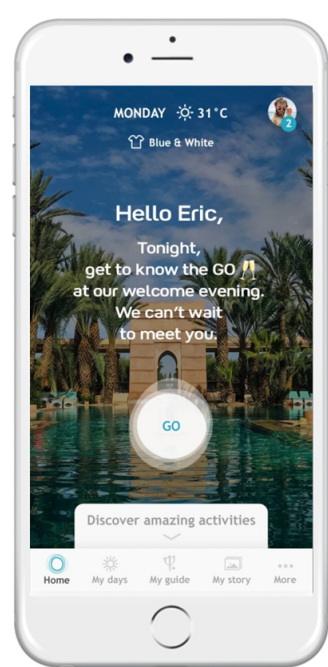 MONDAY 31°C
2
Blue & White
Hello Eric,
Tonight,
get to know the GO 🥂
at our welcome evening.
We can't wait
to meet you.
GO
Discover amazing activities
Home My days My guide My story More